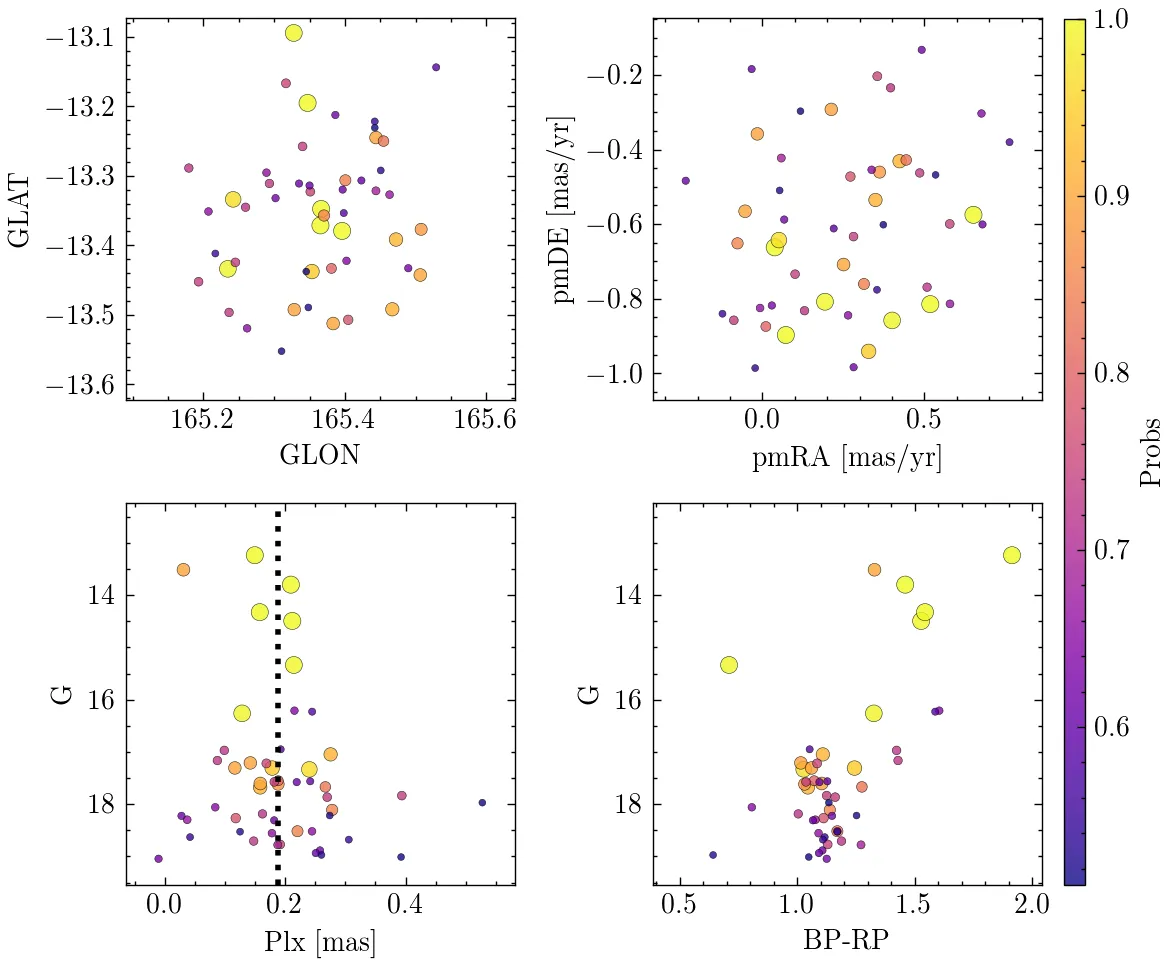 −13.1
−13.2
−13.3
−13.4
−13.5
−13.6
GLAT
165.2 165.4 165.6
GLON
−0.2
−0.4
−0.6
−0.8
−1.0
pmDE [mas/yr]
0.0 0.5
pmRA [mas/yr]
14
16
18
G
0.0 0.2 0.4
Plx [mas]
14
16
18
G
0.5 1.0 1.5 2.0
BP-RP
1.0
0.9
0.8
0.7
0.6
Probs